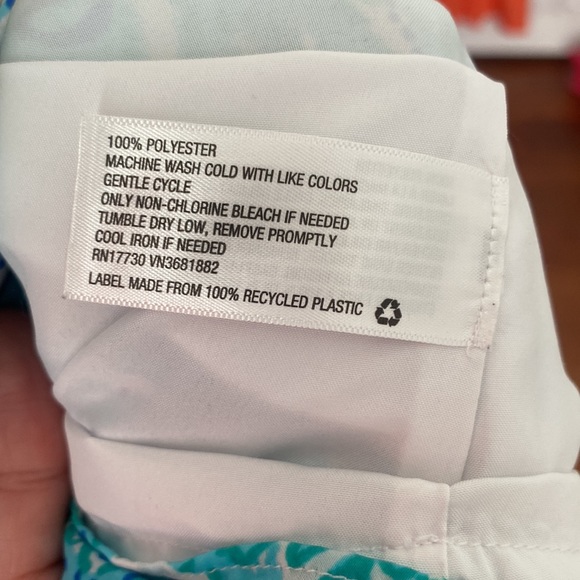 100% POLYESTER
MACHINE WASH COLD WITH LIKE COLORS
GENTLE CYCLE
ONLY NON-CHLORINE BLEACH IF NEEDED
TUMBLE DRY LOW, REMOVE PROMPTLY
COOL IRON IF NEEDED
RN17730 VN3681882
LABEL MADE FROM 100% RECYCLED PLASTIC